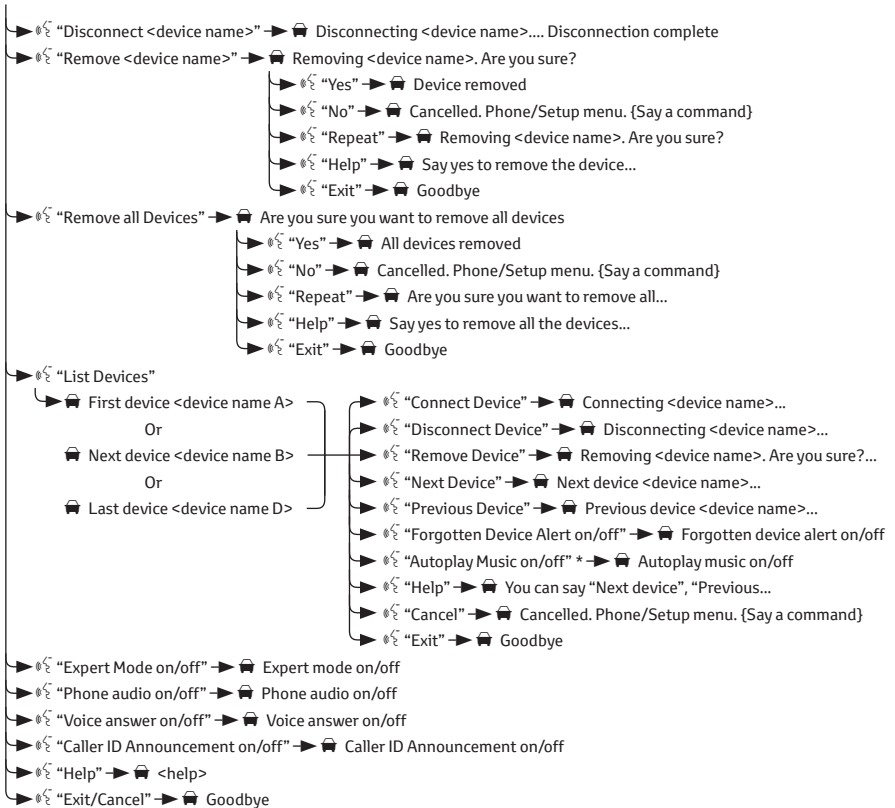 “Disconnect <device name>” Disconnecting <device name>.... Disconnection complete
“Remove <device name>” Removing <device name>. Are you sure?
“Yes” Device removed
“No” Cancelled. Phone/Setup menu. {Say a command}
“Repeat” Removing <device name>. Are you sure?
“Help” Say yes to remove the device...
“Exit” Goodbye
“Remove all Devices” Are you sure you want to remove all devices
“Yes” All devices removed
“No” Cancelled. Phone/Setup menu. {Say a command}
“Repeat” Are you sure you want to remove all...
“Help” Say yes to remove all the devices...
“Exit” Goodbye
“List Devices”
First device <device name A>
Or
Next device <device name B>
Or
Last device <device name D>
“Connect Device” Connecting <device name>...
“Disconnect Device” Disconnecting <device name>...
“Remove Device” Removing <device name>. Are you sure?...
“Next Device” Next device <device name>...
“Previous Device” Previous device <device name>...
“Forgotten Device Alert on/off” Forgotten device alert on/off
“Autoplay Music on/off” * Autoplay music on/off
“Help” You can say “Next device”, “Previous...
“Cancel” Cancelled. Phone/Setup menu. {Say a command}
“Exit” Goodbye
“Expert Mode on/off” Expert mode on/off
“Phone audio on/off” Phone audio on/off
“Voice answer on/off” Voice answer on/off
“Caller ID Announcement on/off” Caller ID Announcement on/off
“Help” <help>
“Exit/Cancel” Goodbye